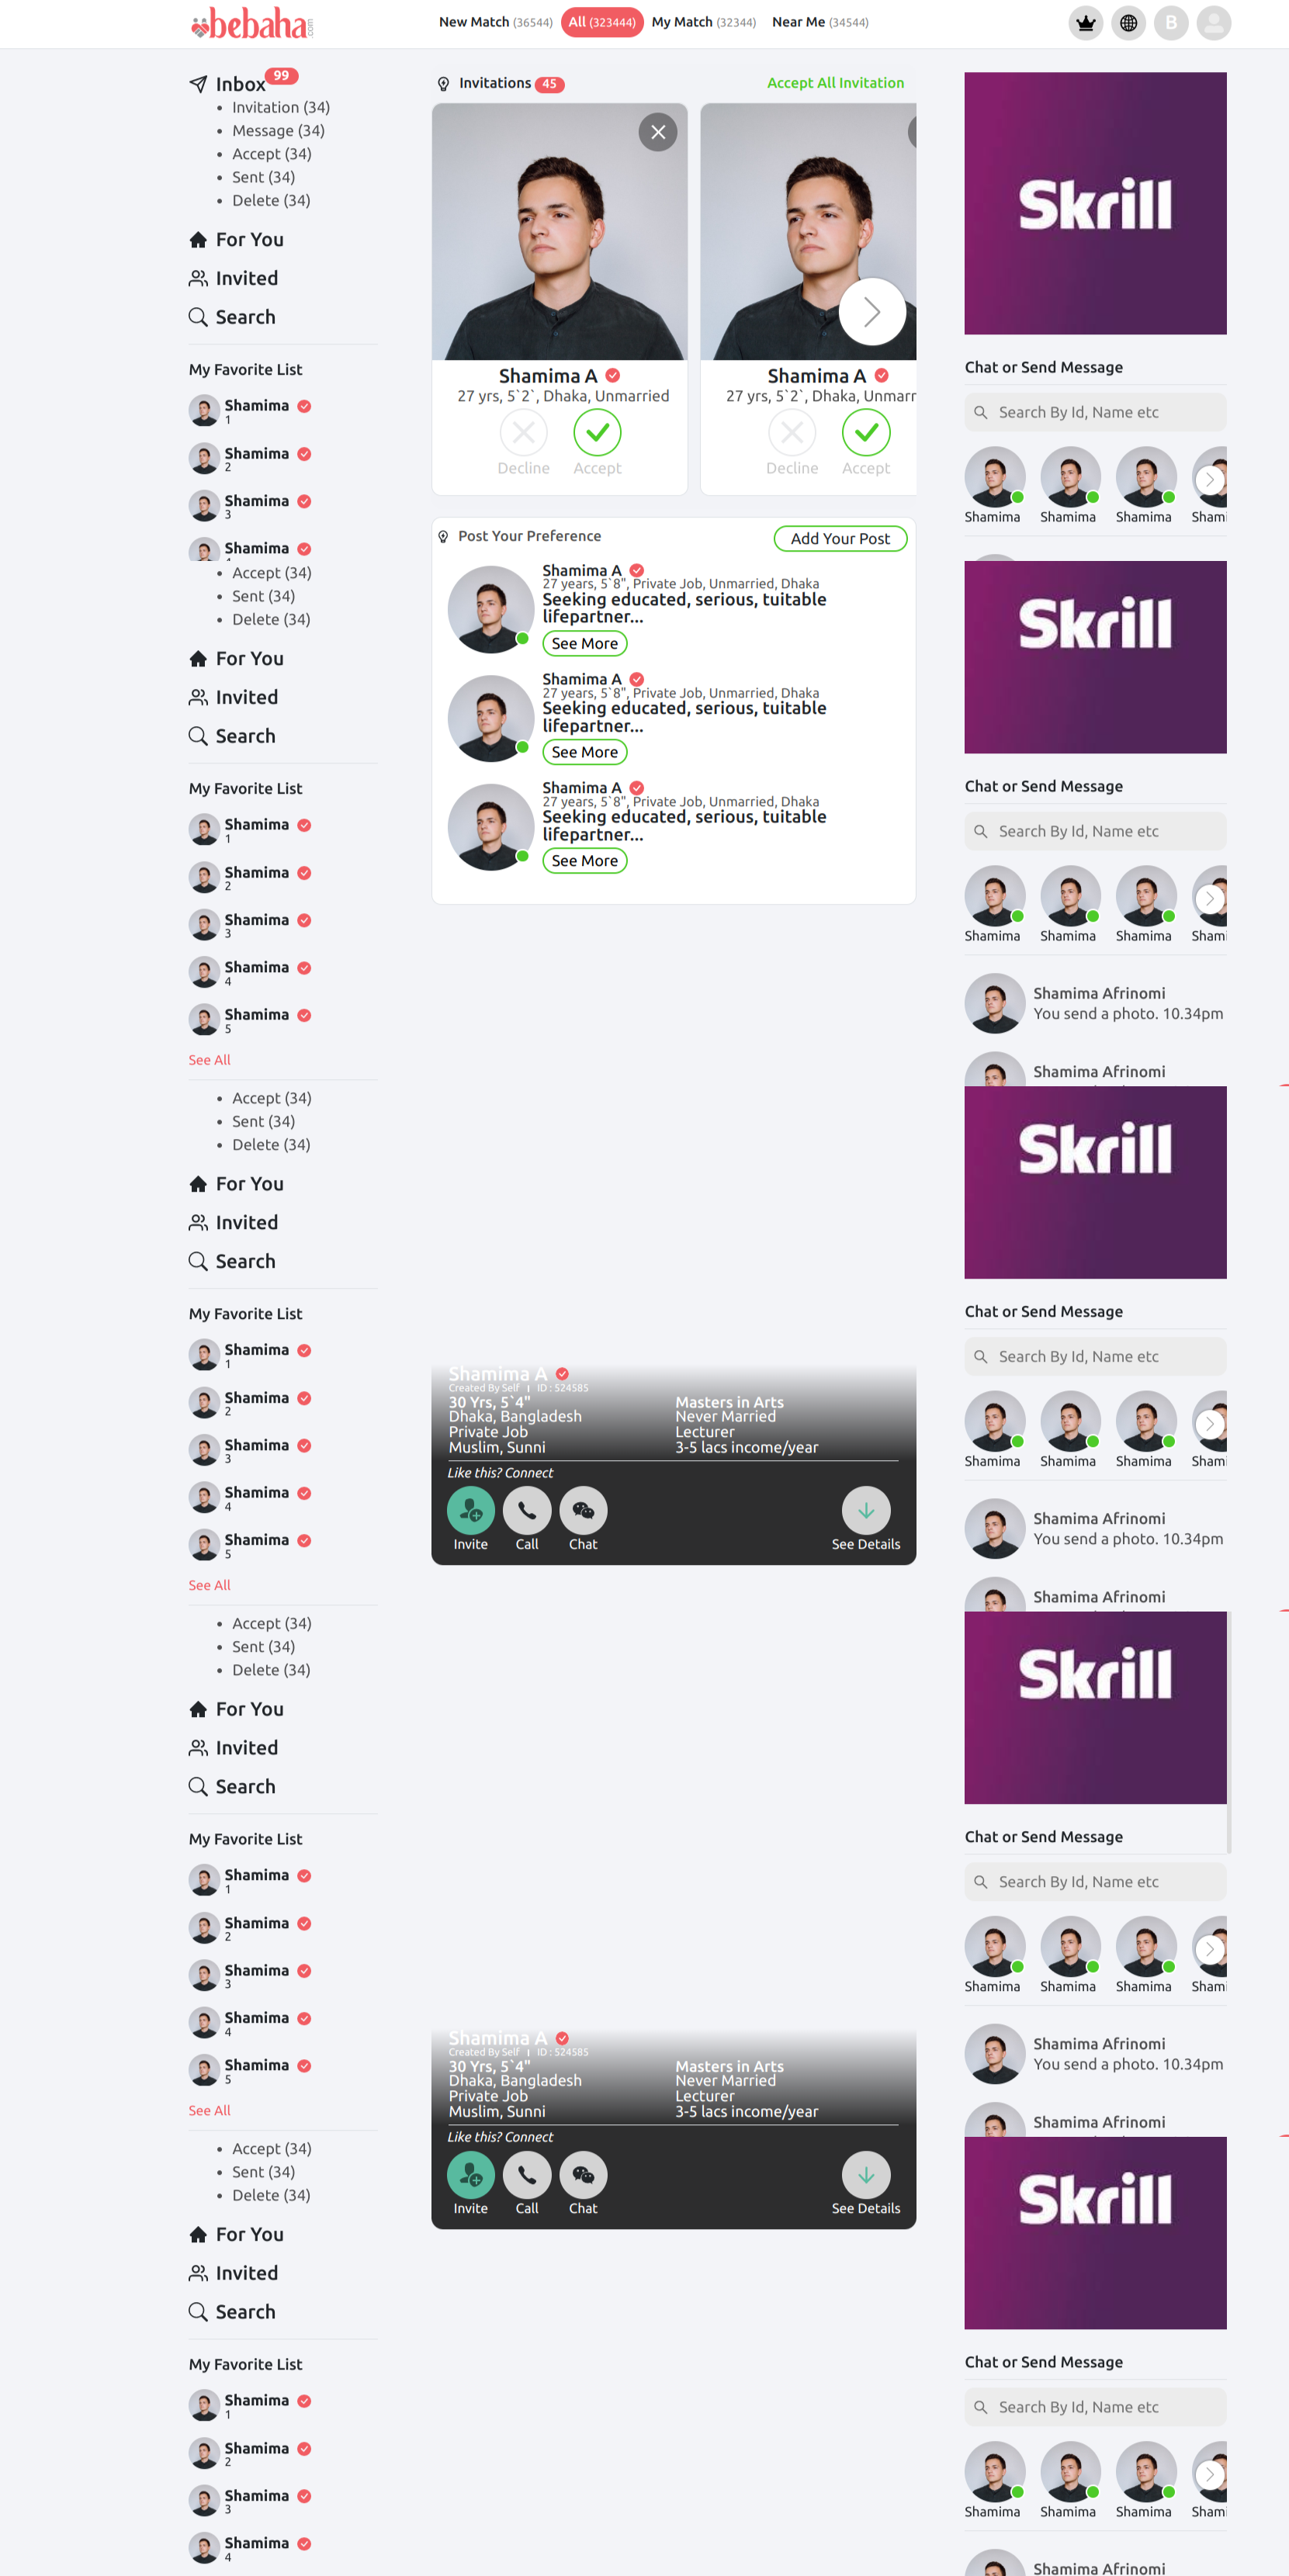 bebaha.com
New Match (36544) All (323444) My Match (32344) Near Me (34544)
B
Inbox 99
Invitation (34)
Message (34)
Accept (34)
Sent (34)
Delete (34)
For You
Invited
Search
My Favorite List
Shamima
1
Shamima
2
Shamima
3
Shamima
Accept (34)
Sent (34)
Delete (34)
For You
Invited
Search
My Favorite List
Shamima
1
Shamima
2
Shamima
3
Shamima
4
Shamima
5
See All
Accept (34)
Sent (34)
Delete (34)
For You
Invited
Search
My Favorite List
Shamima
1
Shamima
2
Shamima
3
Shamima
4
Shamima
5
See All
Accept (34)
Sent (34)
Delete (34)
For You
Invited
Search
My Favorite List
Shamima
1
Shamima
2
Shamima
3
Shamima
4
Shamima
5
See All
Accept (34)
Sent (34)
Delete (34)
For You
Invited
Search
My Favorite List
Shamima
1
Shamima
2
Shamima
3
Shamima
4
Invitations 45 Accept All Invitation
Shamima A
27 yrs, 5`2`, Dhaka, Unmarried
Decline Accept
Shamima A
27 yrs, 5`2`, Dhaka, Unmarr
Decline Accept
Post Your Preference Add Your Post
Shamima A
27 years, 5`8", Private Job, Unmarried, Dhaka
Seeking educated, serious, tuitable
lifepartner...
See More
Shamima A
27 years, 5`8", Private Job, Unmarried, Dhaka
Seeking educated, serious, tuitable
lifepartner...
See More
Shamima A
27 years, 5`8", Private Job, Unmarried, Dhaka
Seeking educated, serious, tuitable
lifepartner...
See More
Shamima A
Created By Self | ID : 524585
30 Yrs, 5`4" Masters in Arts
Dhaka, Bangladesh Never Married
Private Job Lecturer
Muslim, Sunni 3-5 lacs income/year
Like this? Connect
Invite Call Chat See Details
Shamima A
Created By Self | ID : 524585
30 Yrs, 5`4" Masters in Arts
Dhaka, Bangladesh Never Married
Private Job Lecturer
Muslim, Sunni 3-5 lacs income/year
Like this? Connect
Invite Call Chat See Details
Skrill
Chat or Send Message
Search By Id, Name etc
Shamima Shamima Shamima Shami
Skrill
Chat or Send Message
Search By Id, Name etc
Shamima Shamima Shamima Shami
Shamima Afrinomi
You send a photo. 10.34pm
Shamima Afrinomi
Skrill
Chat or Send Message
Search By Id, Name etc
Shamima Shamima Shamima Shami
Shamima Afrinomi
You send a photo. 10.34pm
Shamima Afrinomi
Skrill
Chat or Send Message
Search By Id, Name etc
Shamima Shamima Shamima Shami
Shamima Afrinomi
You send a photo. 10.34pm
Shamima Afrinomi
Skrill
Chat or Send Message
Search By Id, Name etc
Shamima Shamima Shamima Shami
Shamima Afrinomi